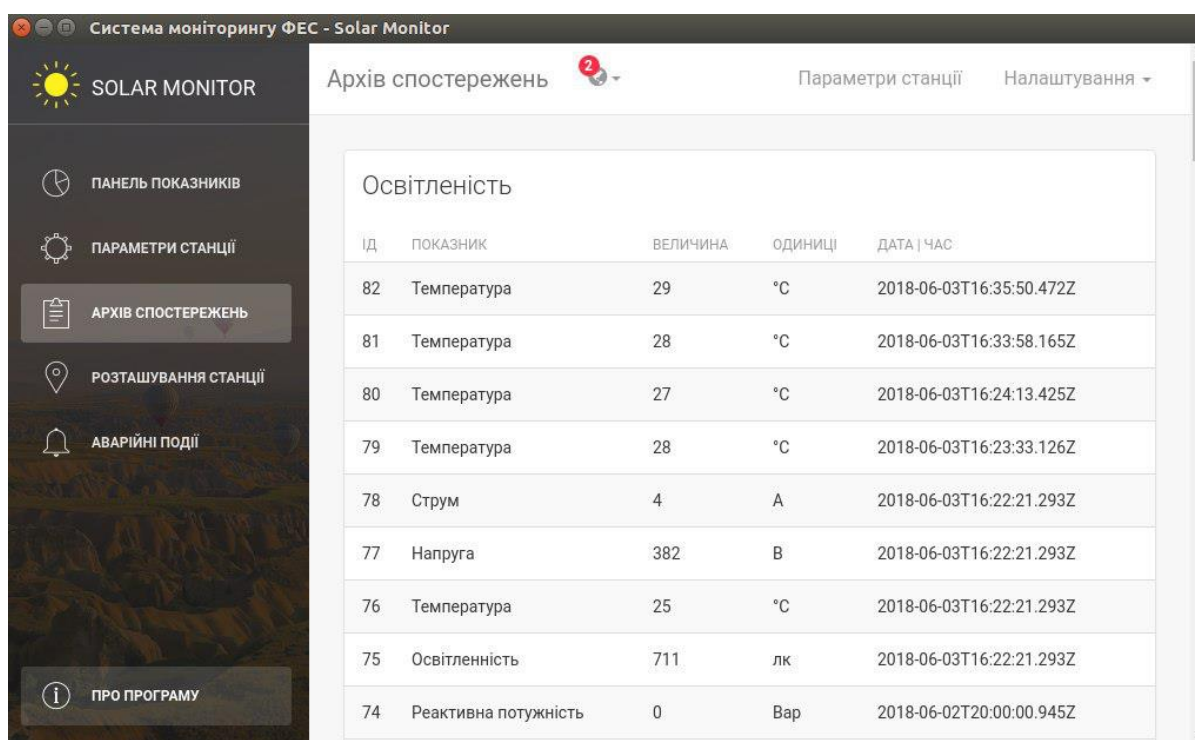 Система моніторингу ФЕС - Solar Monitor
SOLAR MONITOR
Архів спостережень 2
Параметри станції
Налаштування
ПАНЕЛЬ ПОКАЗНИКІВ
ПАРАМЕТРИ СТАНЦІЇ
АРХІВ СПОСТЕРЕЖЕНЬ
РОЗТАШУВАННЯ СТАНЦІЇ
АВАРІЙНІ ПОДІЇ
ПРО ПРОГРАМУ
Освітленість
ІД ПОКАЗНИК ВЕЛИЧИНА ОДИНИЦІ ДАТА | ЧАС
82 Температура 29 °C 2018-06-03T16:35:50.472Z
81 Температура 28 °C 2018-06-03T16:33:58.165Z
80 Температура 27 °C 2018-06-03T16:24:13.425Z
79 Температура 28 °C 2018-06-03T16:23:33.126Z
78 Струм 4 А 2018-06-03T16:22:21.293Z
77 Напруга 382 В 2018-06-03T16:22:21.293Z
76 Температура 25 °C 2018-06-03T16:22:21.293Z
75 Освітленність 711 лк 2018-06-03T16:22:21.293Z
74 Реактивна потужність 0 Вар 2018-06-02T20:00:00.945Z